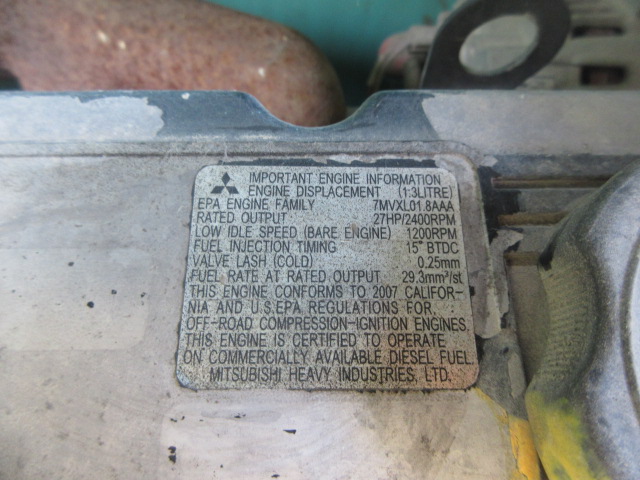 IMPORTANT ENGINE INFORMATION
ENGINE DISPLACEMENT (1.3LITRE)
EPA ENGINE FAMILY 7MVXL01.8AAA
RATED OUTPUT 27HP/2400RPM
LOW IDLE SPEED (BARE ENGINE) 1200RPM
FUEL INJECTION TIMING 15° BTDC
VALVE LASH (COLD) 0.25mm
FUEL RATE AT RATED OUTPUT 29.3mm³/st
THIS ENGINE CONFORMS TO 2007 CALIFOR-
NIA AND U.S.EPA REGULATIONS FOR
OFF-ROAD COMPRESSION-IGNITION ENGINES.
THIS ENGINE IS CERTIFIED TO OPERATE
ON COMMERCIALLY AVAILABLE DIESEL FUEL.
MITSUBISHI HEAVY INDUSTRIES, LTD.